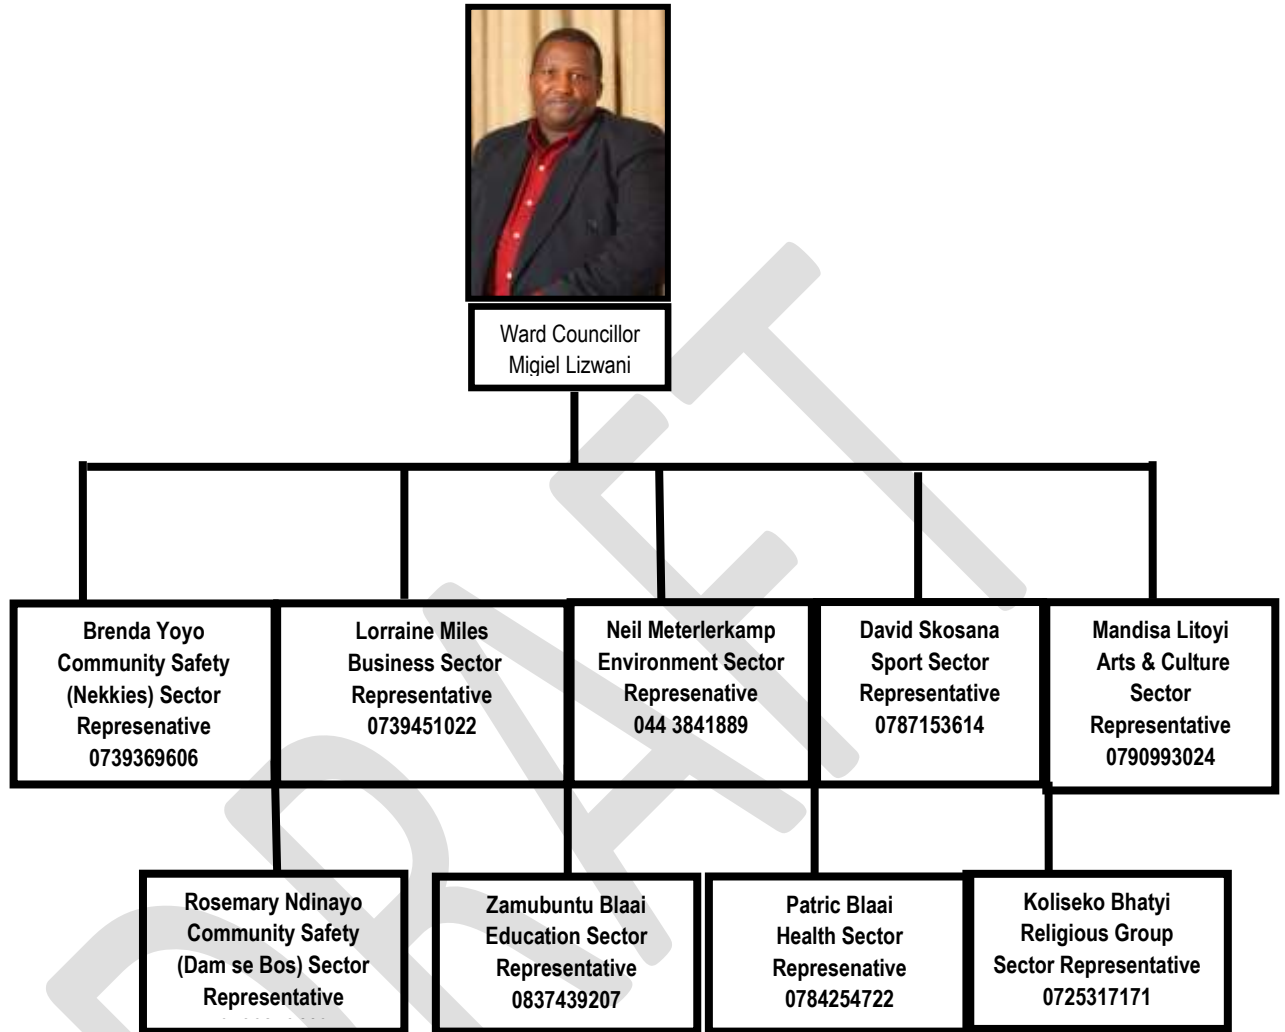 Ward Councillor
Migiel Lizwani
Brenda Yoyo
Community Safety
(Nekkies) Sector
Represenative
0739369606
Lorraine Miles
Business Sector
Representative
0739451022
Neil Meterlerkamp
Environment Sector
Represenative
044 3841889
David Skosana
Sport Sector
Representative
0787153614
Mandisa Litoyi
Arts & Culture
Sector
Representative
0790993024
Rosemary Ndinayo
Community Safety
(Dam se Bos) Sector
Representative
Zamubuntu Blaai
Education Sector
Representative
0837439207
Patric Blaai
Health Sector
Represenative
0784254722
Koliseko Bhatyi
Religious Group
Sector Representative
0725317171
DRAFT